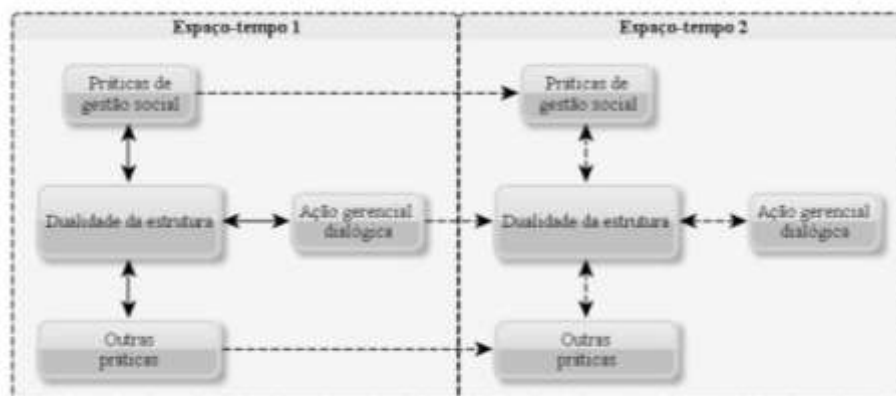 Espaço-tempo 1
Espaço-tempo 2
Práticas de
gestão social
Práticas de
gestão social
Dualidade da estrutura
Ação gerencial
dialógica
Dualidade da estrutura
Ação gerencial
dialógica
Outras
práticas
Outras
práticas